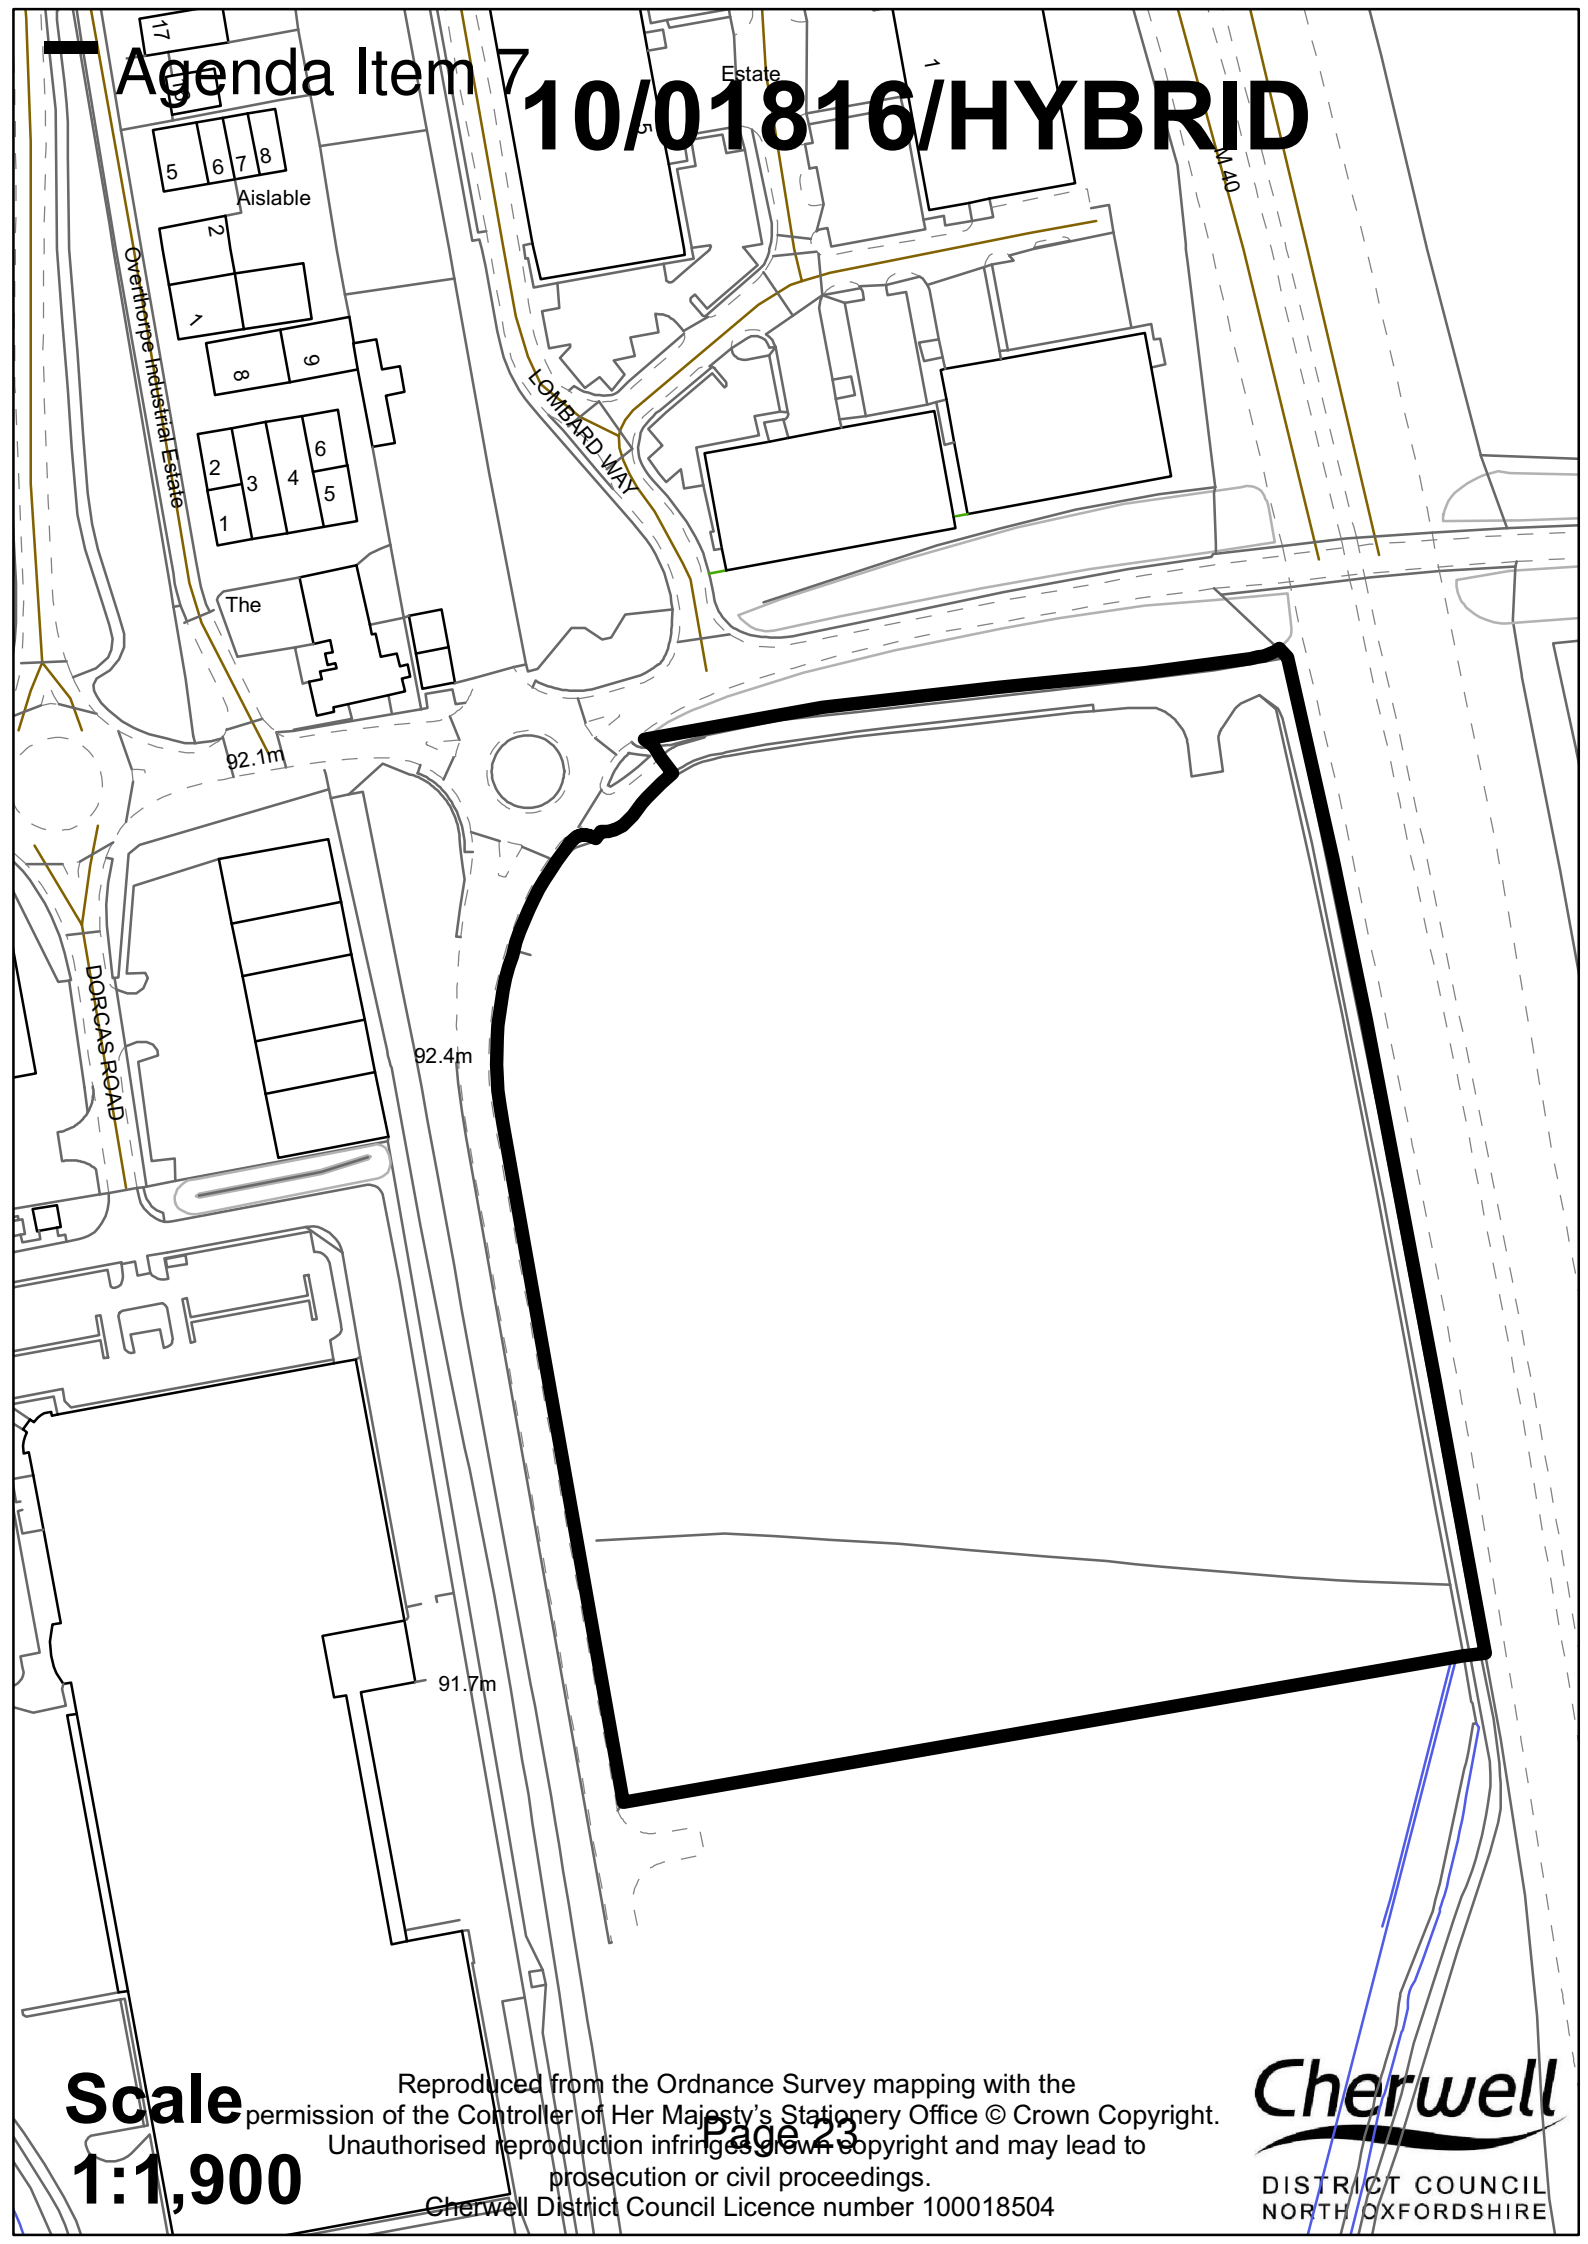 Agenda Item 7
10/01816/HYBRID
17
Estate
1
5
M 40
5
6
7
8
Aislable
2
1
Overthorpe Industrial Estate
8
9
LOMBARD WAY
2
3
4
6
5
1
The
92.1m
DORCAS ROAD
92.4m
91.7m
Scale
1:1,900
Reproduced from the Ordnance Survey mapping with the
permission of the Controller of Her Majesty's Stationery Office © Crown Copyright.
Unauthorised reproduction infringes crown copyright and may lead to
prosecution or civil proceedings.
Cherwell District Council Licence number 100018504
Page 23
Cherwell
DISTRICT COUNCIL
NORTH OXFORDSHIRE